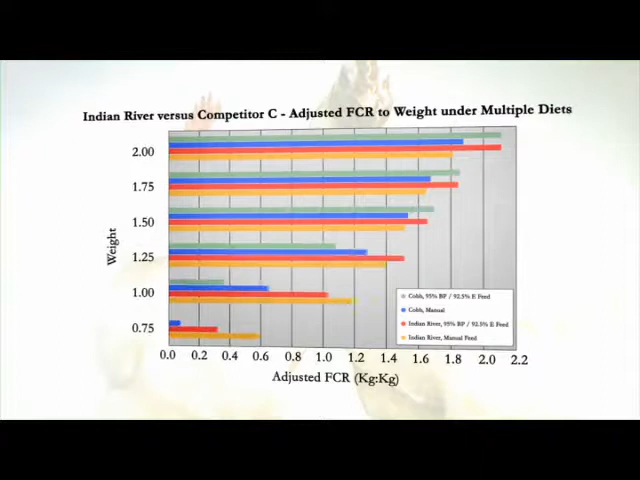 Indian River versus Competitor C - Adjusted FCR to Weight under Multiple Diets
2.00
1.75
1.50
1.25
1.00
0.75
Weight
0.0 0.2 0.4 0.6 0.8 1.0 1.2 1.4 1.6 1.8 2.0 2.2
Adjusted FCR (Kg:Kg)
Cobb, 95% BP / 92.5% E Feed
Cobb, Manual
Indian River, 95% BP / 92.5% E Feed
Indian River, Manual Feed